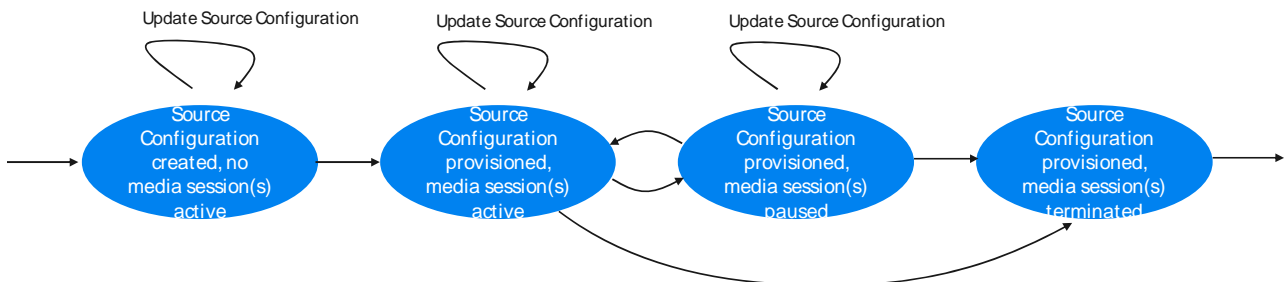 Update Source Configuration
Update Source Configuration
Update Source Configuration
Source
Configuration
created, no
media session(s)
active
Source
Configuration
provisioned,
media session(s)
active
Source
Configuration
provisioned,
media session(s)
paused
Source
Configuration
provisioned,
media session(s)
terminated